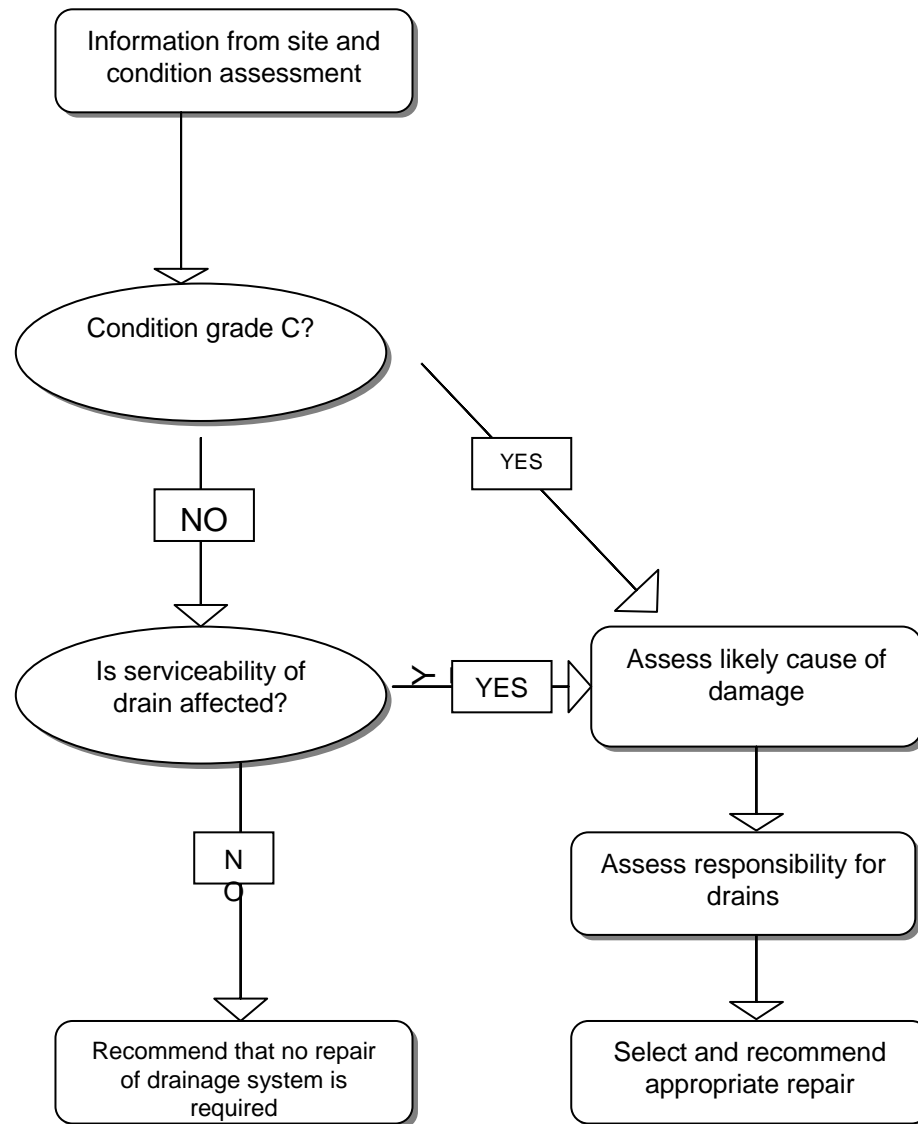 Information from site and
condition assessment
Condition grade C?
YES
NO
Is serviceability of
drain affected?
Y
YES
Assess likely cause of
damage
N
O
Assess responsibility for
drains
Recommend that no repair
of drainage system is
required
Select and recommend
appropriate repair